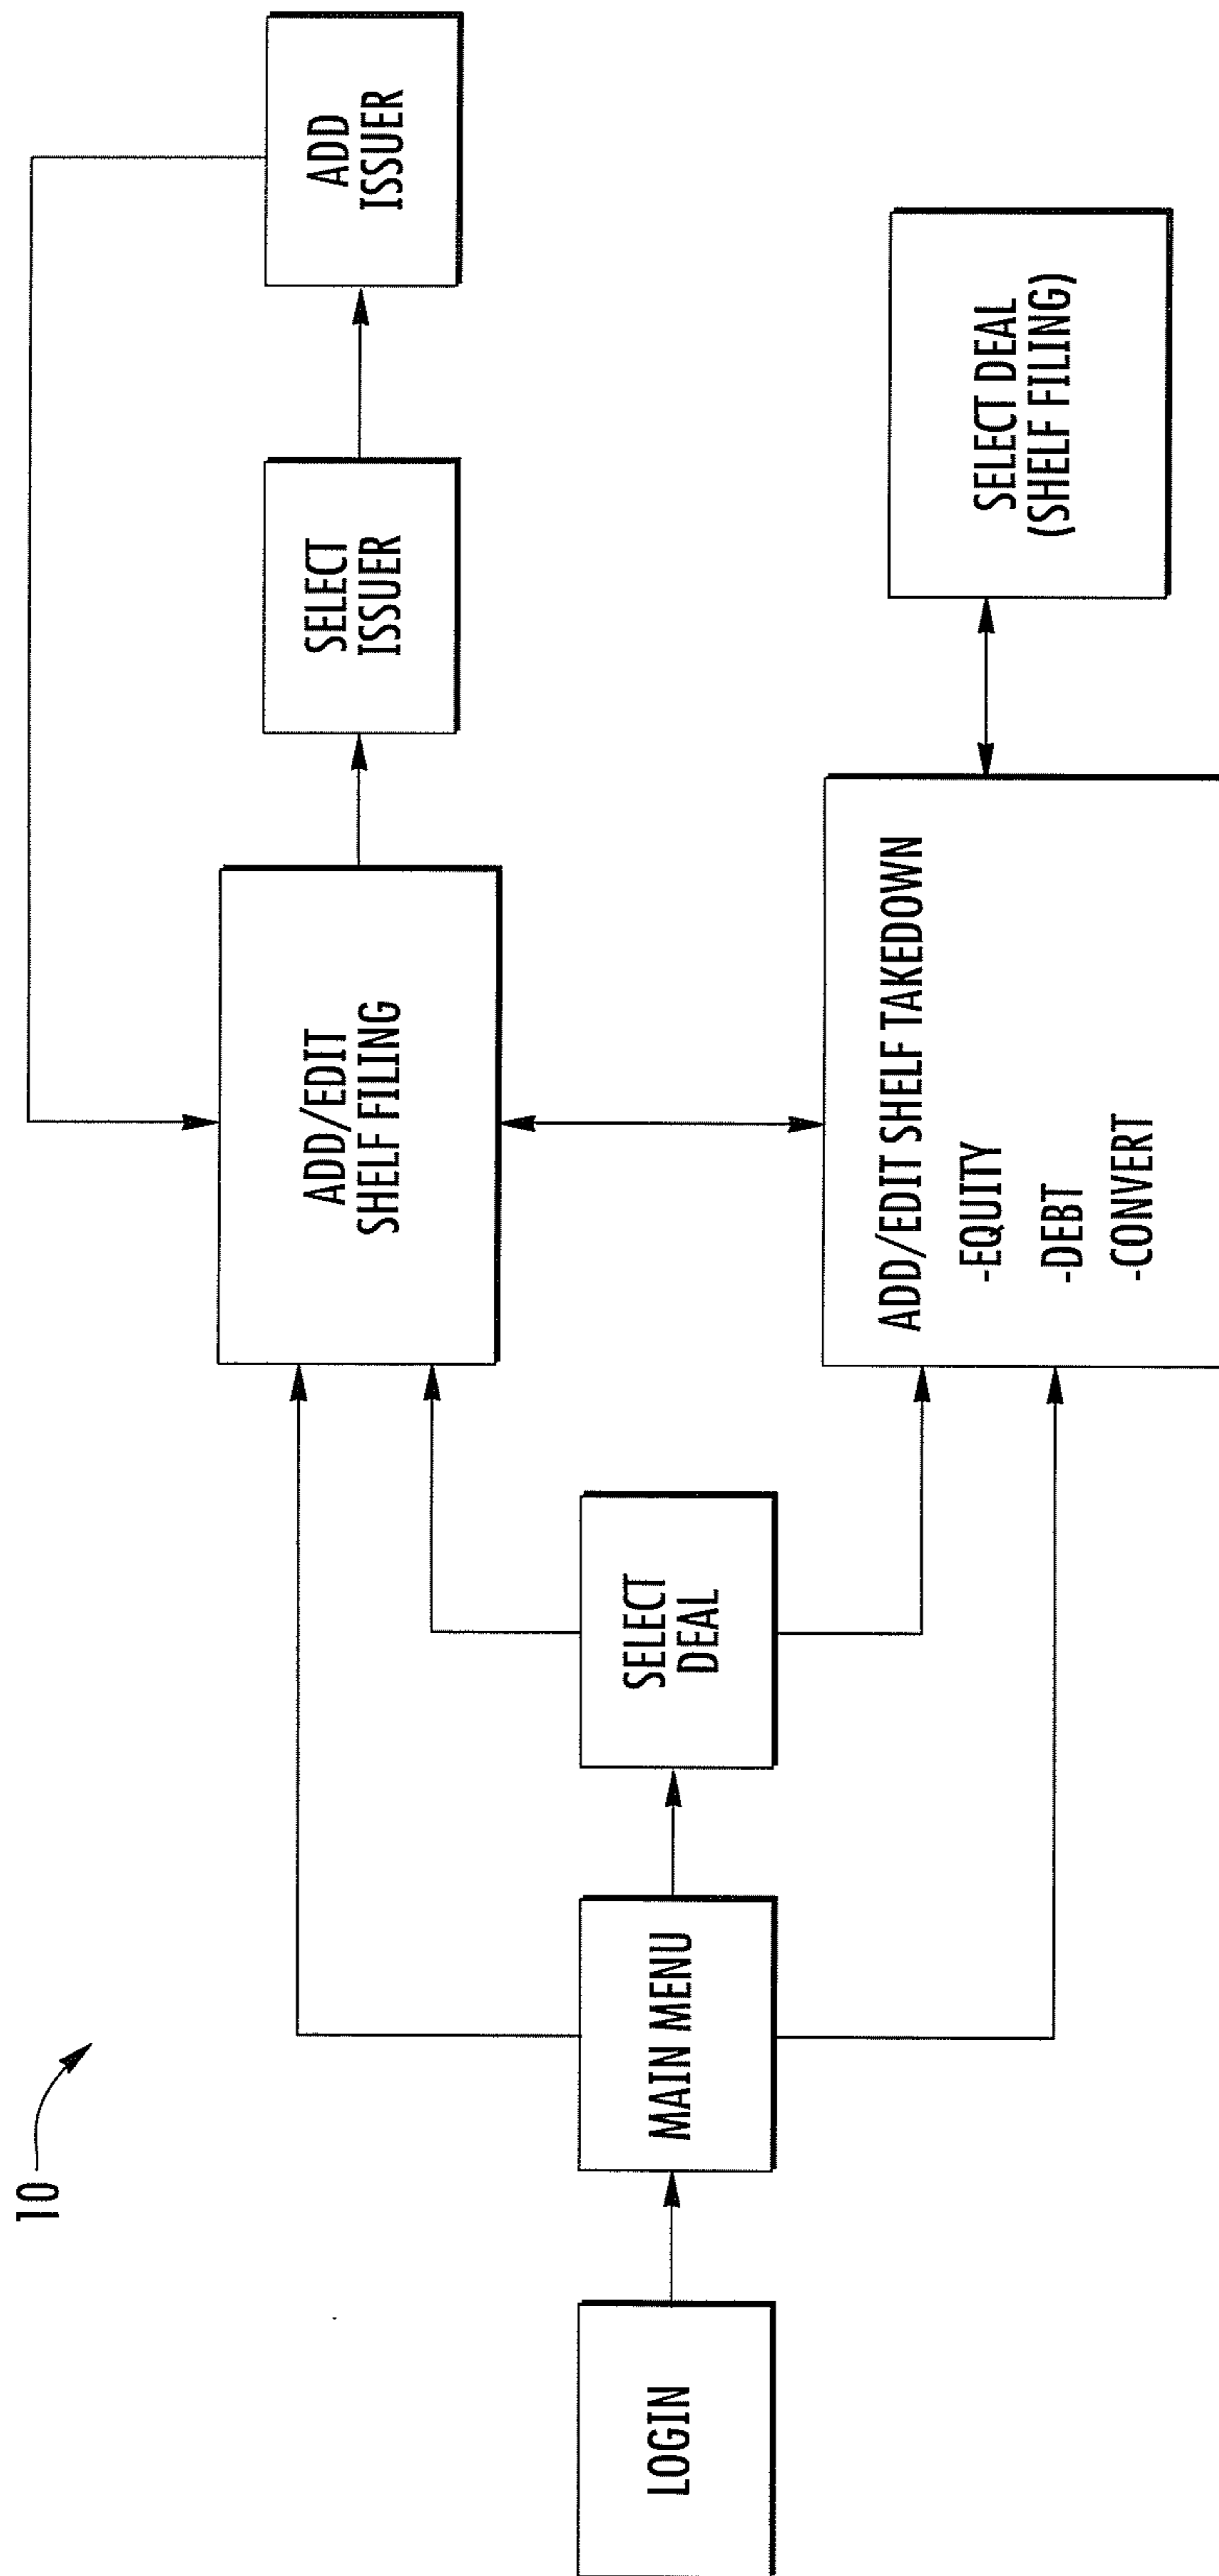 10
LOGIN
MAIN MENU
SELECT
DEAL
ADD/EDIT
SHELF FILING
SELECT
ISSUER
ADD
ISSUER
ADD/EDIT SHELF TAKEDOWN
-EQUITY
-DEBT
-CONVERT
SELECT DEAL
(SHELF FILING)